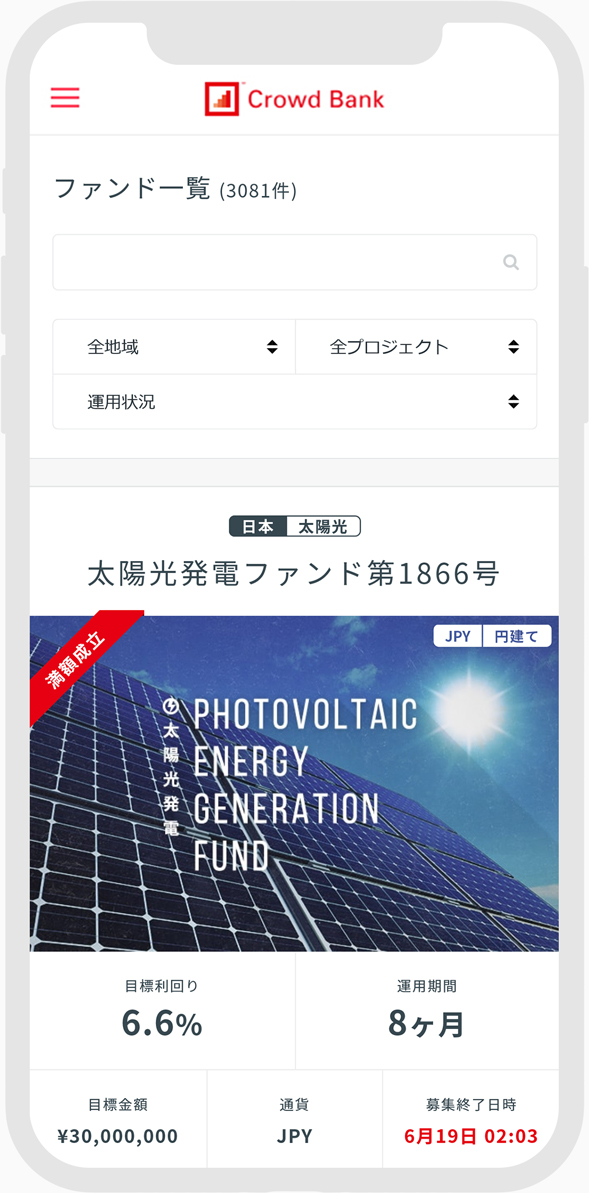 Crowd Bank
ファンド一覧 (3081件)
全地域
全プロジェクト
運用状況
日本
太陽光
太陽光発電ファンド第1866号
満額成立
JPY
円建て
太陽光発電
PHOTOVOLTAIC
ENERGY
GENERATION
FUND
目標利回り
運用期間
6.6%
8ヶ月
目標金額
通貨
募集終了日時
¥30,000,000
JPY
6月19日 02:03